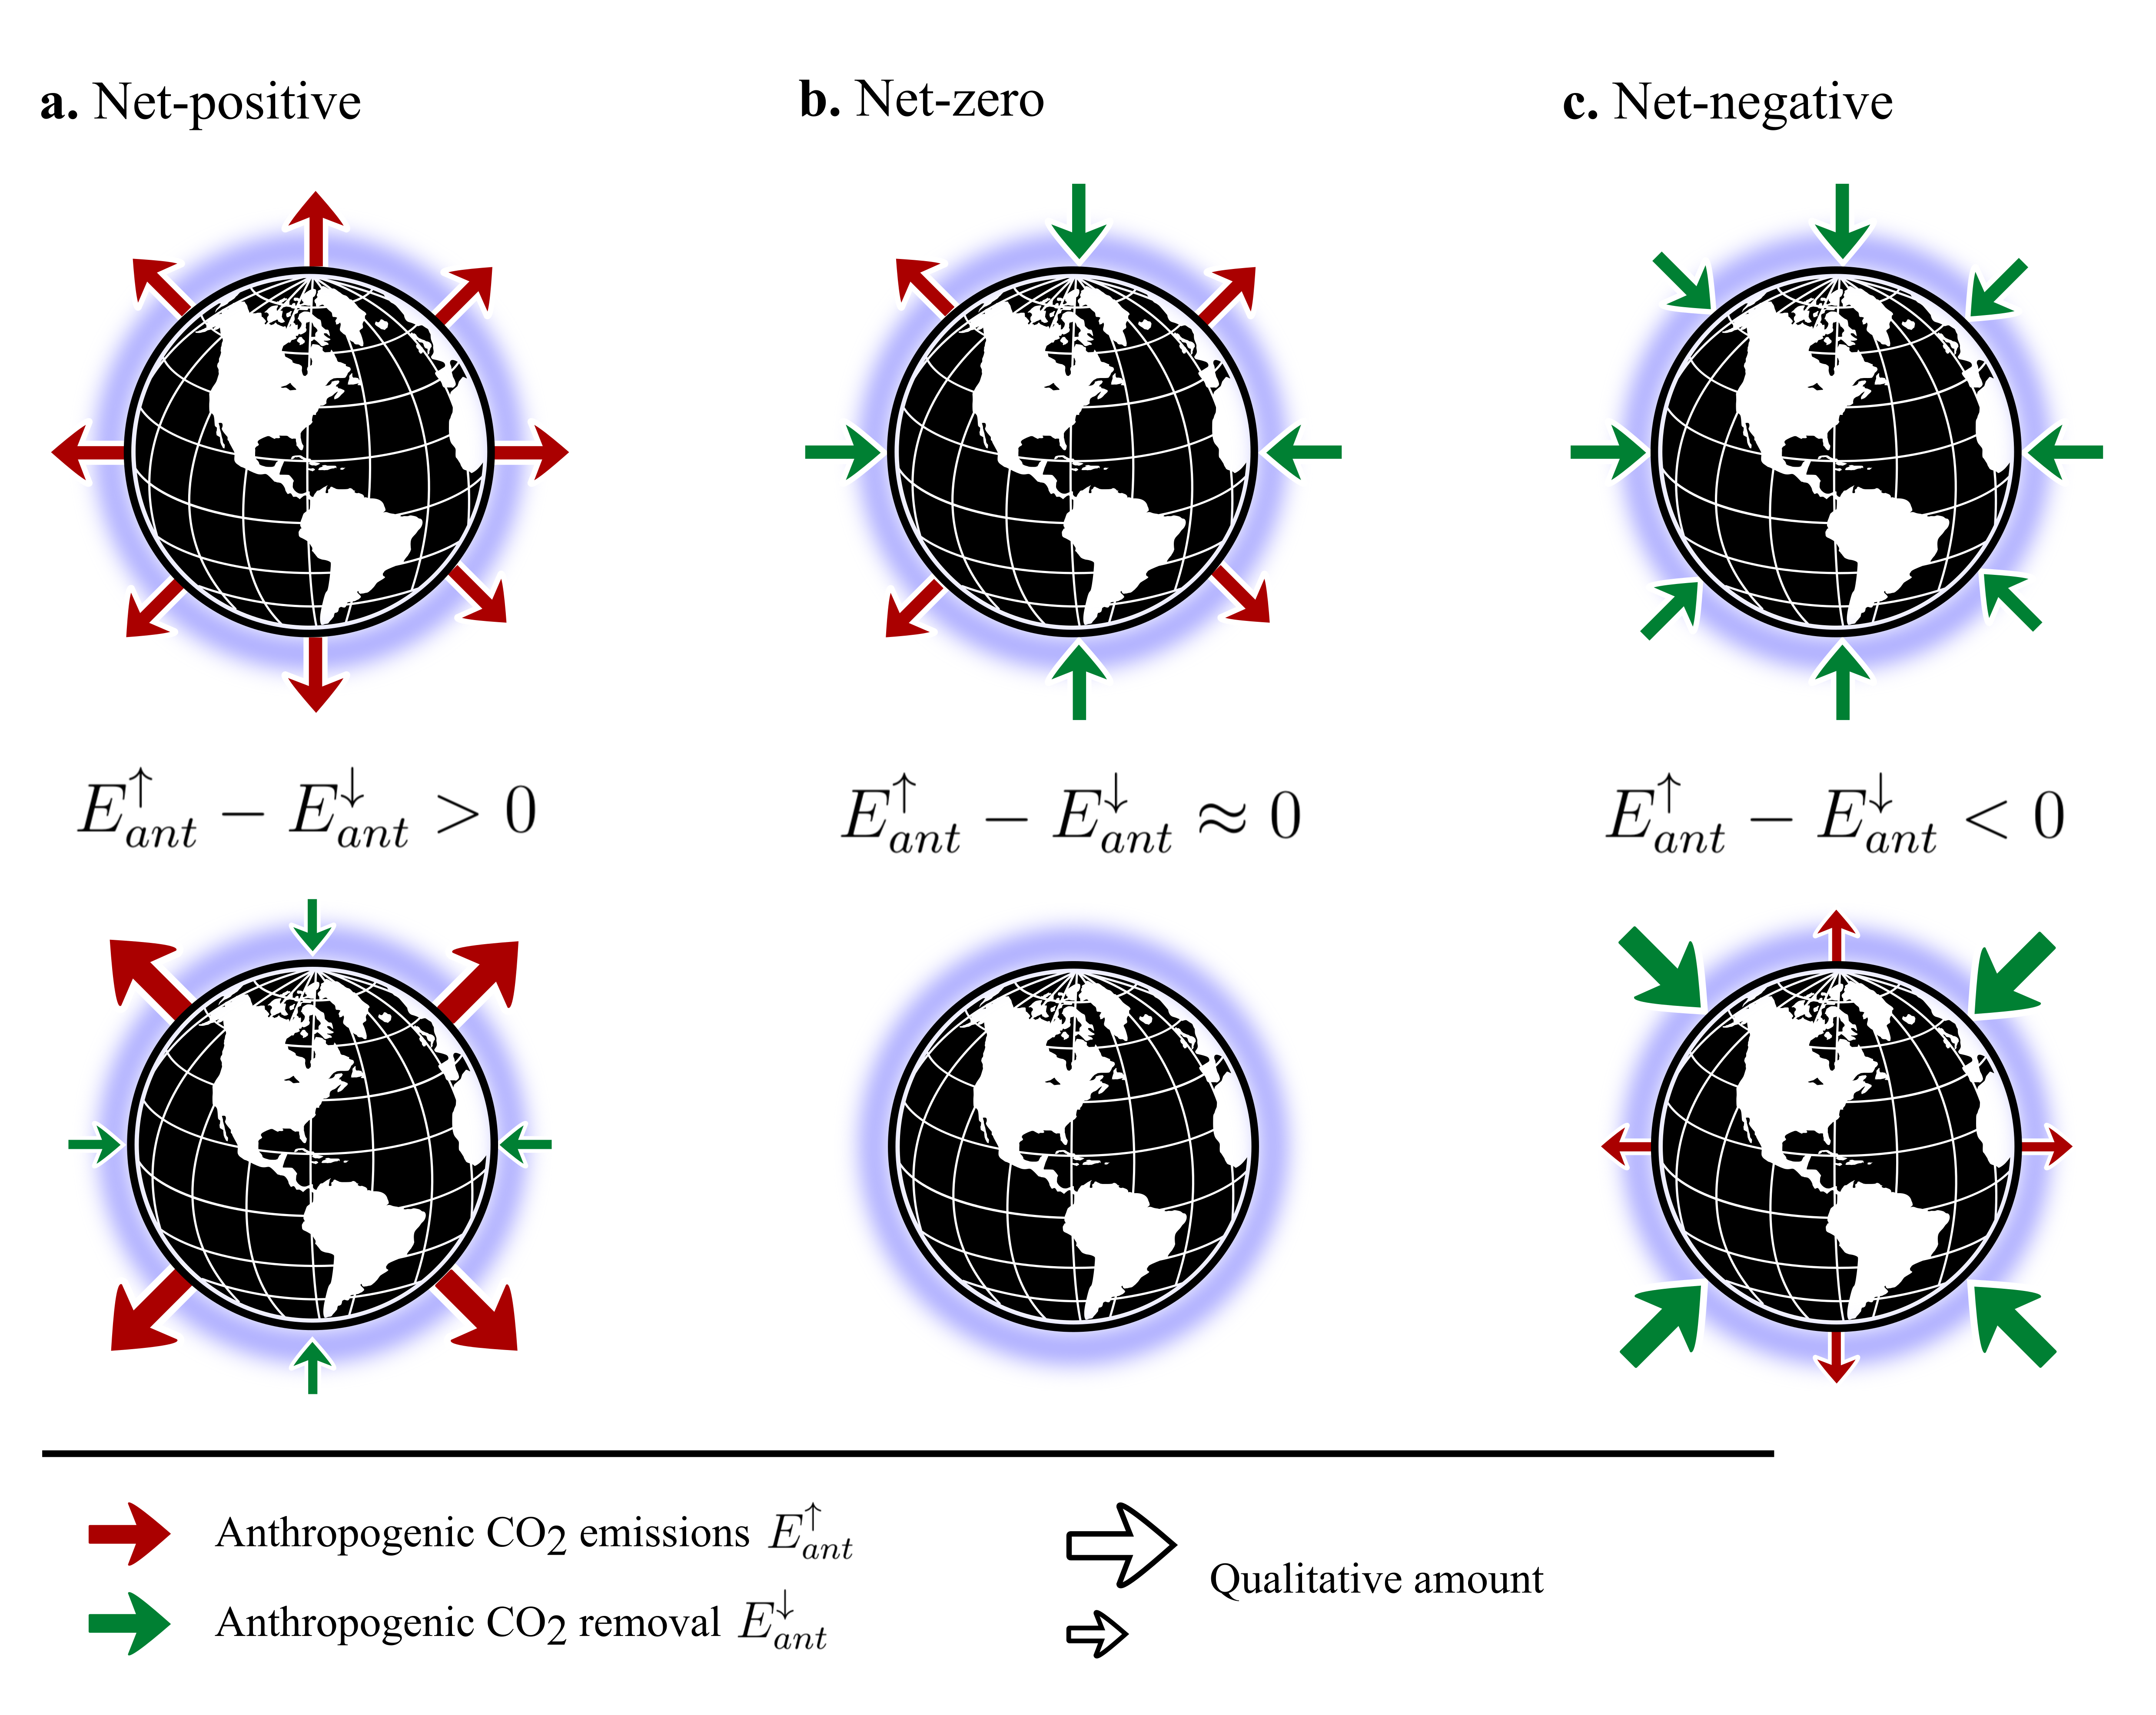 a. Net-positive
b. Net-zero
c. Net-negative
E↑ant − E↓ant > 0
E↑ant − E↓ant ≈ 0
E↑ant − E↓ant < 0
Anthropogenic CO2 emissions E↑ant
Anthropogenic CO2 removal E↓ant
Qualitative amount